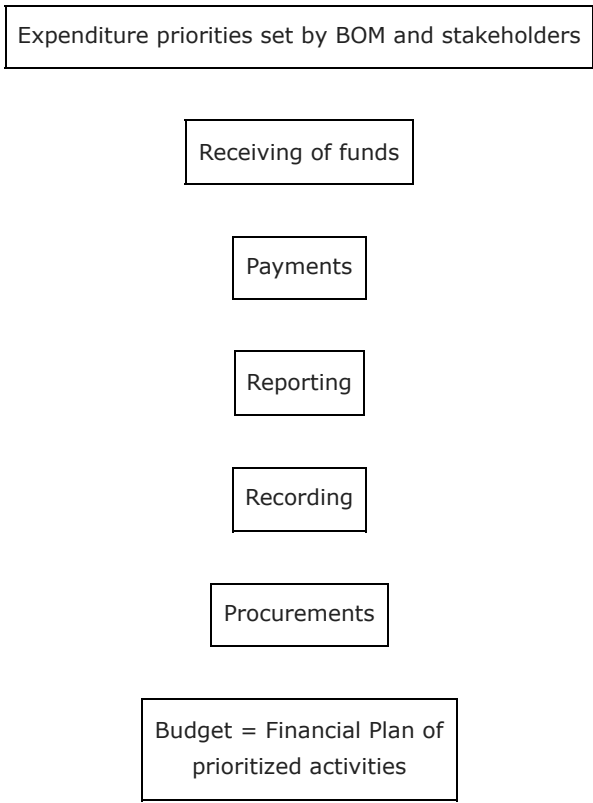 Expenditure priorities set by BOM and stakeholders
Receiving of funds
Payments
Reporting
Recording
Procurements
Budget = Financial Plan of
prioritized activities